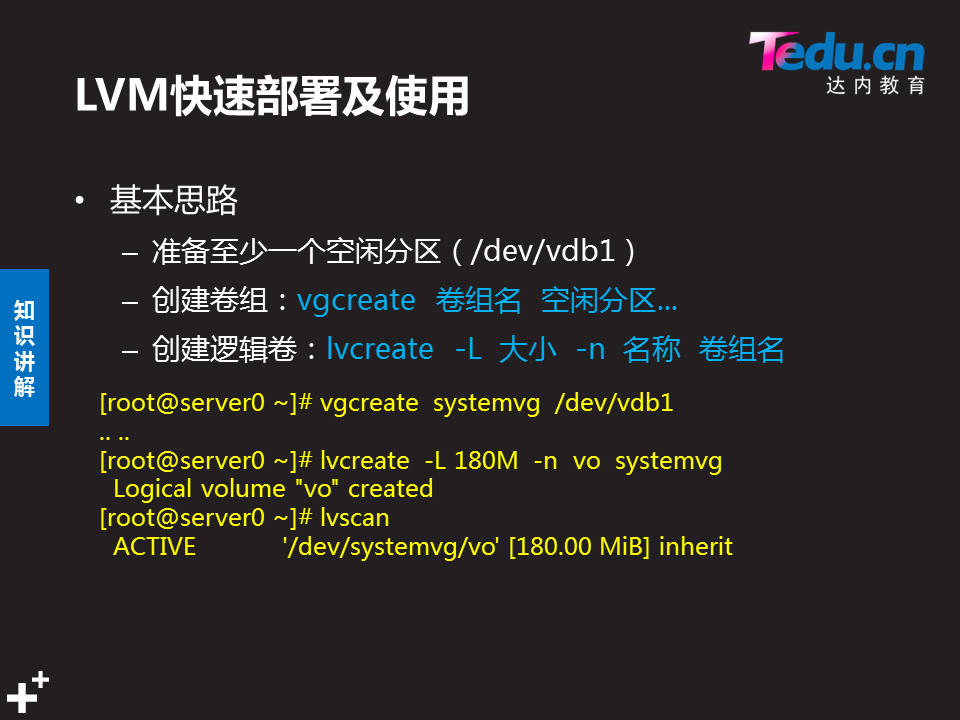 Tedu.cn
达内教育
LVM快速部署及使用
• 基本思路
– 准备至少一个空闲分区（/dev/vdb1）
– 创建卷组：vgcreate 卷组名 空闲分区...
– 创建逻辑卷：lvcreate -L 大小 -n 名称 卷组名
知识讲解
[root@server0 ~]# vgcreate systemvg /dev/vdb1
.. ..
[root@server0 ~]# lvcreate -L 180M -n vo systemvg
Logical volume "vo" created
[root@server0 ~]# lvscan
ACTIVE '/dev/systemvg/vo' [180.00 MiB] inherit